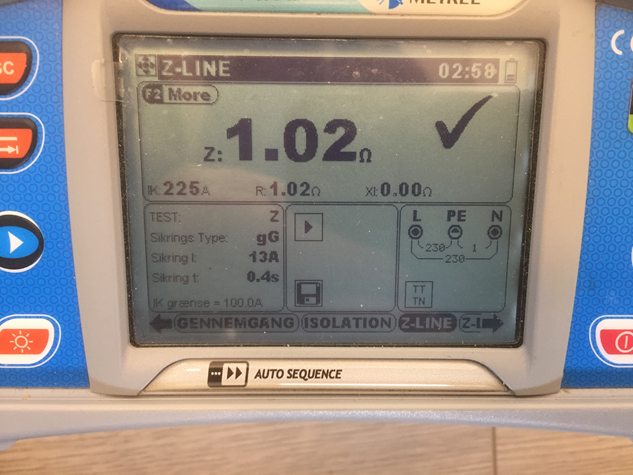 METREL
SC
Z-LINE 02:58
F2 More
Z: 1.02Ω
IK: 225A R: 1.02Ω Xl: 0.00Ω
TEST: Z
Sikrings Type: gG
Sikring I: 13A
Sikring t: 0.4s
IK grænse = 100.0A
L PE N
230 1
230
TT
TN
GENNEMGANG ISOLATION Z-LINE Z-L
AUTO SEQUENCE